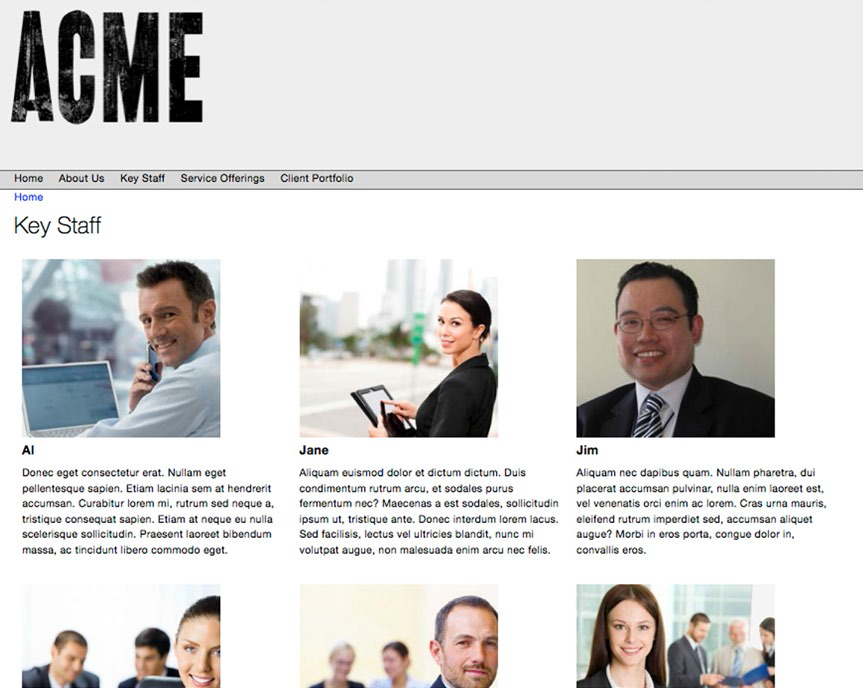 ACME
Home About Us Key Staff Service Offerings Client Portfolio
Home
Key Staff
Al
Donec eget consectetur erat. Nullam eget
pellentesque sapien. Etiam lacinia sem at hendrerit
accumsan. Curabitur lorem mi, rutrum sed neque a,
tristique consequat sapien. Etiam at neque eu nulla
scelerisque sollicitudin. Praesent laoreet bibendum
massa, ac tincidunt libero commodo eget.
Jane
Aliquam euismod dolor et dictum dictum. Duis
condimentum rutrum arcu, et sodales purus
fermentum nec? Maecenas a est sodales, sollicitudin
ipsum ut, tristique ante. Donec interdum lorem lacus.
Sed facilisis, lectus vel ultricies blandit, nunc mi
volutpat augue, non malesuada enim arcu nec felis.
Jim
Aliquam nec dapibus quam. Nullam pharetra, dui
placerat accumsan pulvinar, nulla enim laoreet est,
vel venenatis orci enim ac lorem. Cras urna mauris,
eleifend rutrum imperdiet sed, accumsan aliquet
augue? Morbi in eros porta, congue dolor in,
convallis eros.